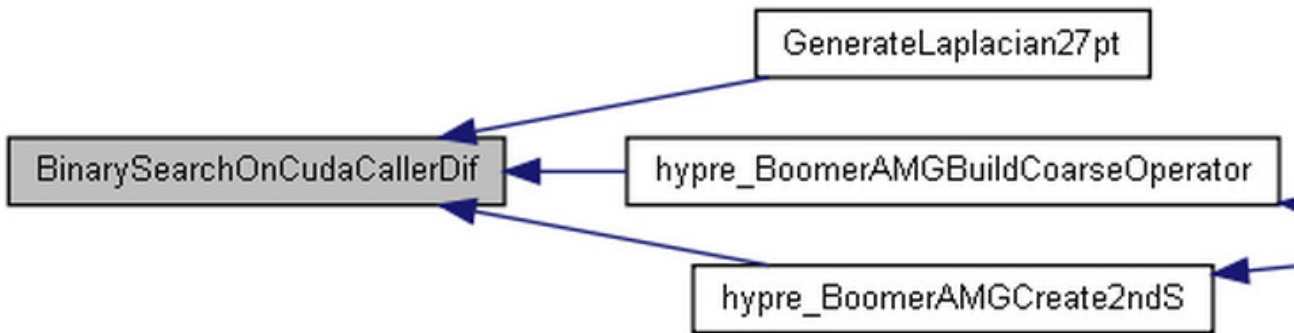 GenerateLaplacian27pt
BinarySearchOnCudaCallerDif
hypre_BoomerAMGBuildCoarseOperator
hypre_BoomerAMGCreate2ndS